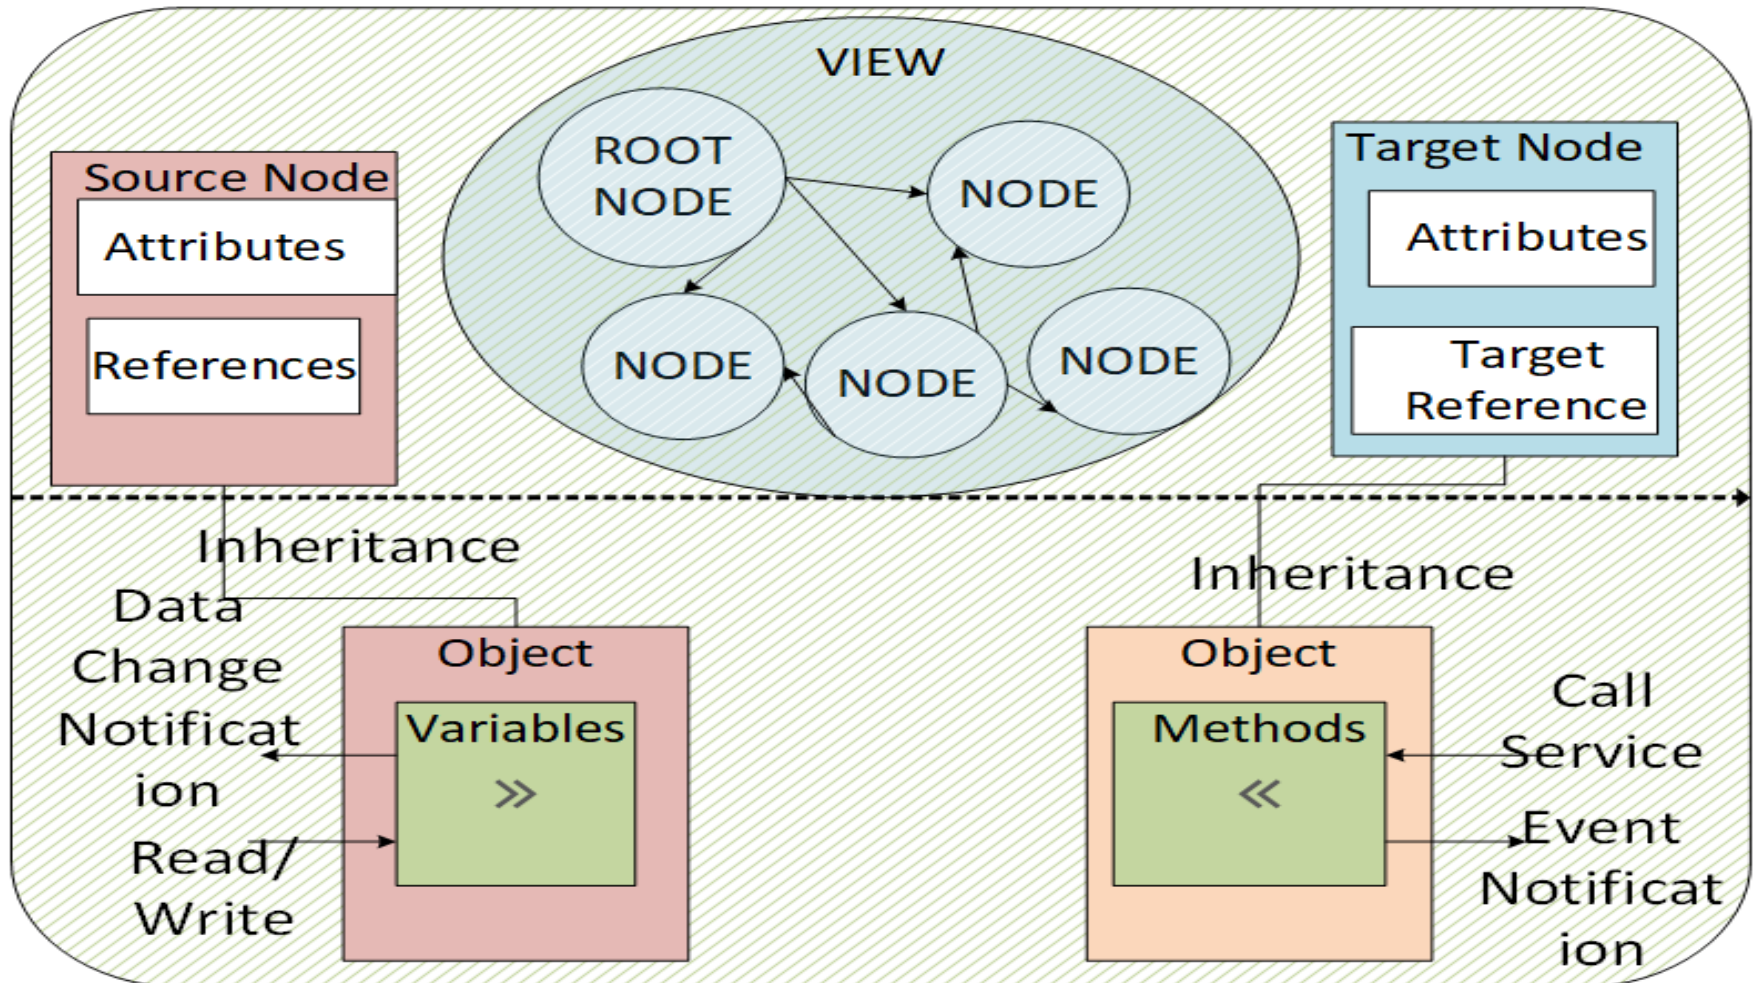 VIEW
ROOT
NODE
NODE
NODE
NODE
NODE
Source Node
Attributes
References
Target Node
Attributes
Target
Reference
Inheritance
Inheritance
Data
Change
Notificat
ion
Read/
Write
Object
Variables
Object
Methods
Call
Service
Event
Notificat
ion